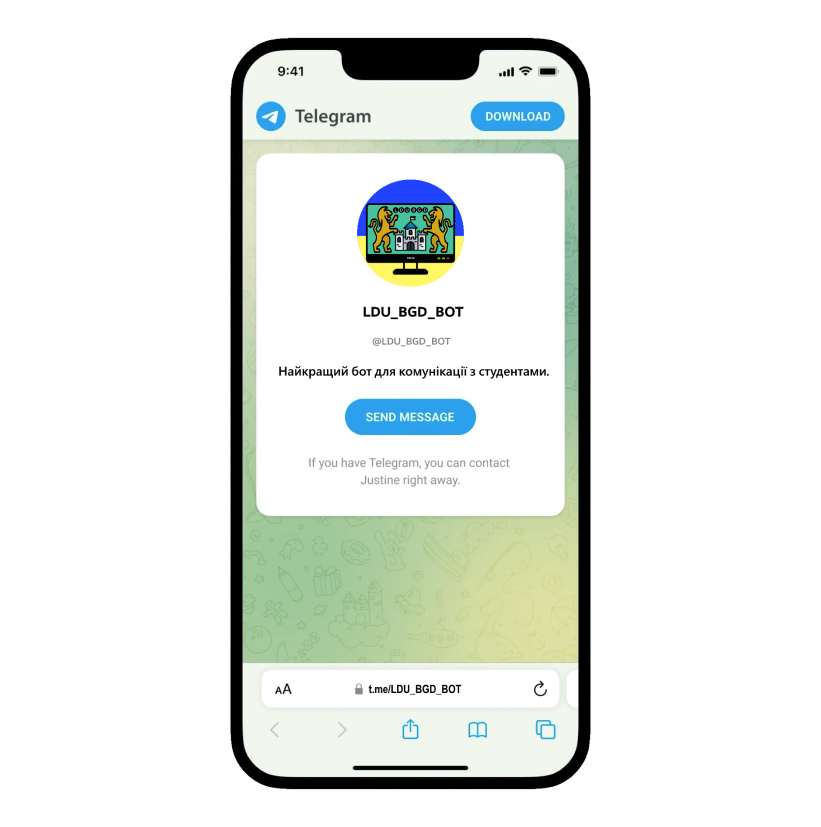 9:41
Telegram
DOWNLOAD
LDUBGD
LDU_BGD_BOT
@LDU_BGD_BOT
Найкращий бот для комунікації з студентами.
SEND MESSAGE
If you have Telegram, you can contact
Justine right away.
AA
t.me/LDU_BGD_BOT